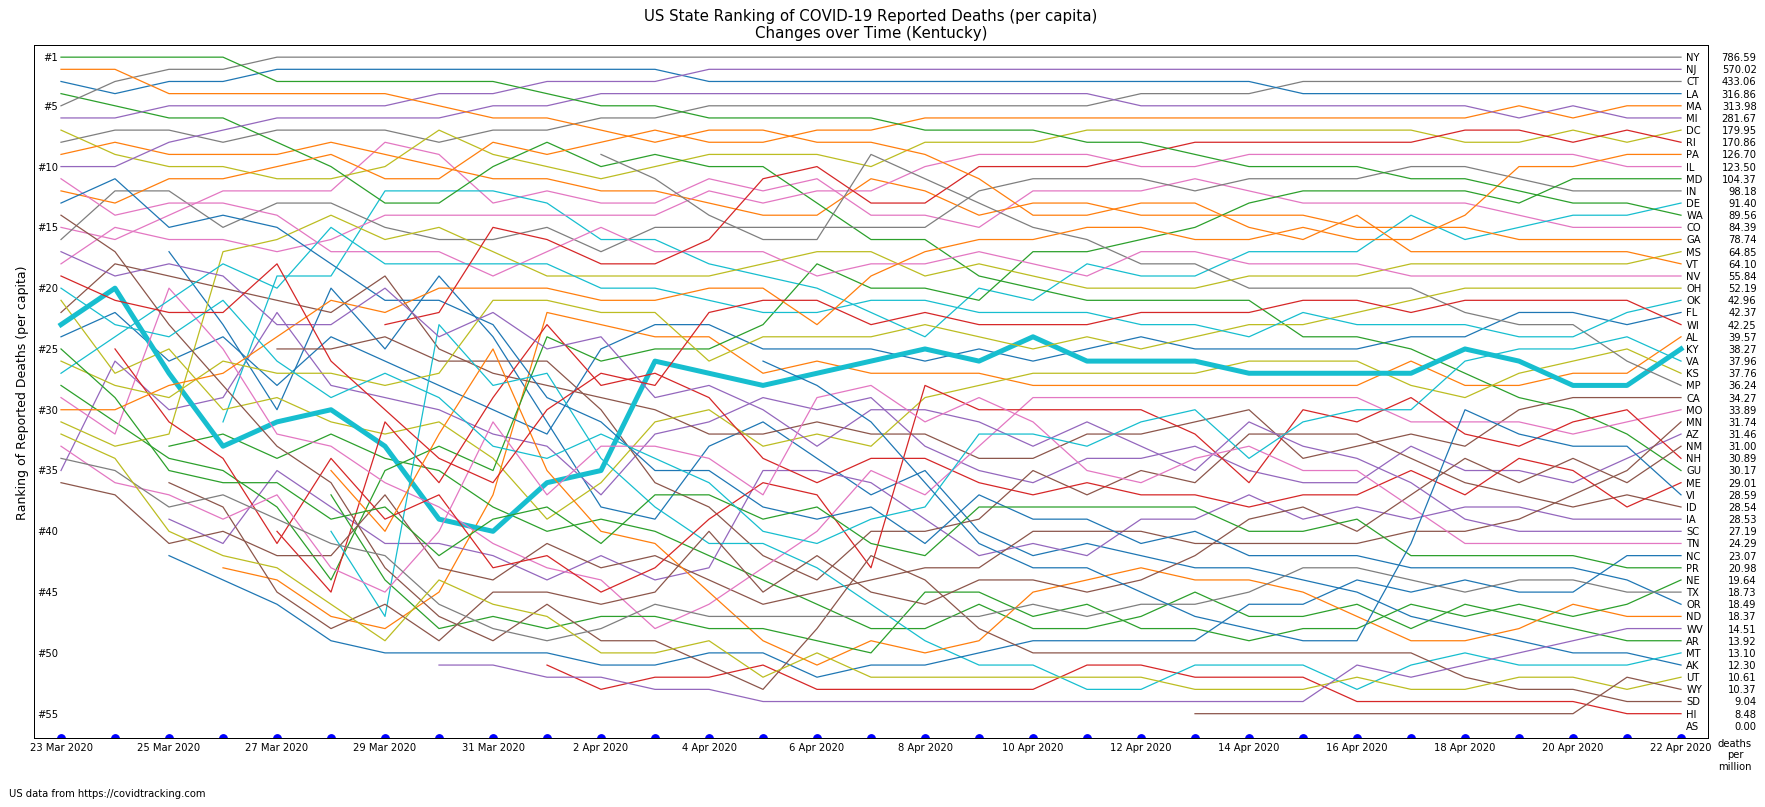 US State Ranking of COVID-19 Reported Deaths (per capita)
Changes over Time (Kentucky)
Ranking of Reported Deaths (per capita)
#1
#5
#10
#15
#20
#25
#30
#35
#40
#45
#50
#55
NY 786.59
NJ 570.02
CT 433.06
LA 316.86
MA 313.98
MI 281.67
DC 179.95
RI 170.86
PA 126.70
IL 123.50
MD 104.37
IN 98.18
DE 91.40
WA 89.56
CO 84.39
GA 78.74
MS 64.85
VT 64.10
NV 55.84
OH 52.19
OK 42.96
FL 42.37
WI 42.25
AL 39.57
KY 38.27
VA 37.96
KS 37.76
MP 36.24
CA 34.27
MO 33.89
MN 31.74
AZ 31.46
NM 31.00
NH 30.89
GU 30.17
ME 29.01
VI 28.59
ID 28.54
IA 28.53
SC 27.19
TN 24.29
NC 23.07
PR 20.98
NE 19.64
TX 18.73
OR 18.49
ND 18.37
WV 14.51
AR 13.92
MT 13.10
AK 12.30
UT 10.61
WY 10.37
SD 9.04
HI 8.48
AS 0.00
23 Mar 2020 25 Mar 2020 27 Mar 2020 29 Mar 2020 31 Mar 2020 2 Apr 2020 4 Apr 2020 6 Apr 2020 8 Apr 2020 10 Apr 2020 12 Apr 2020 14 Apr 2020 16 Apr 2020 18 Apr 2020 20 Apr 2020 22 Apr 2020
deaths
per
million
US data from https://covidtracking.com